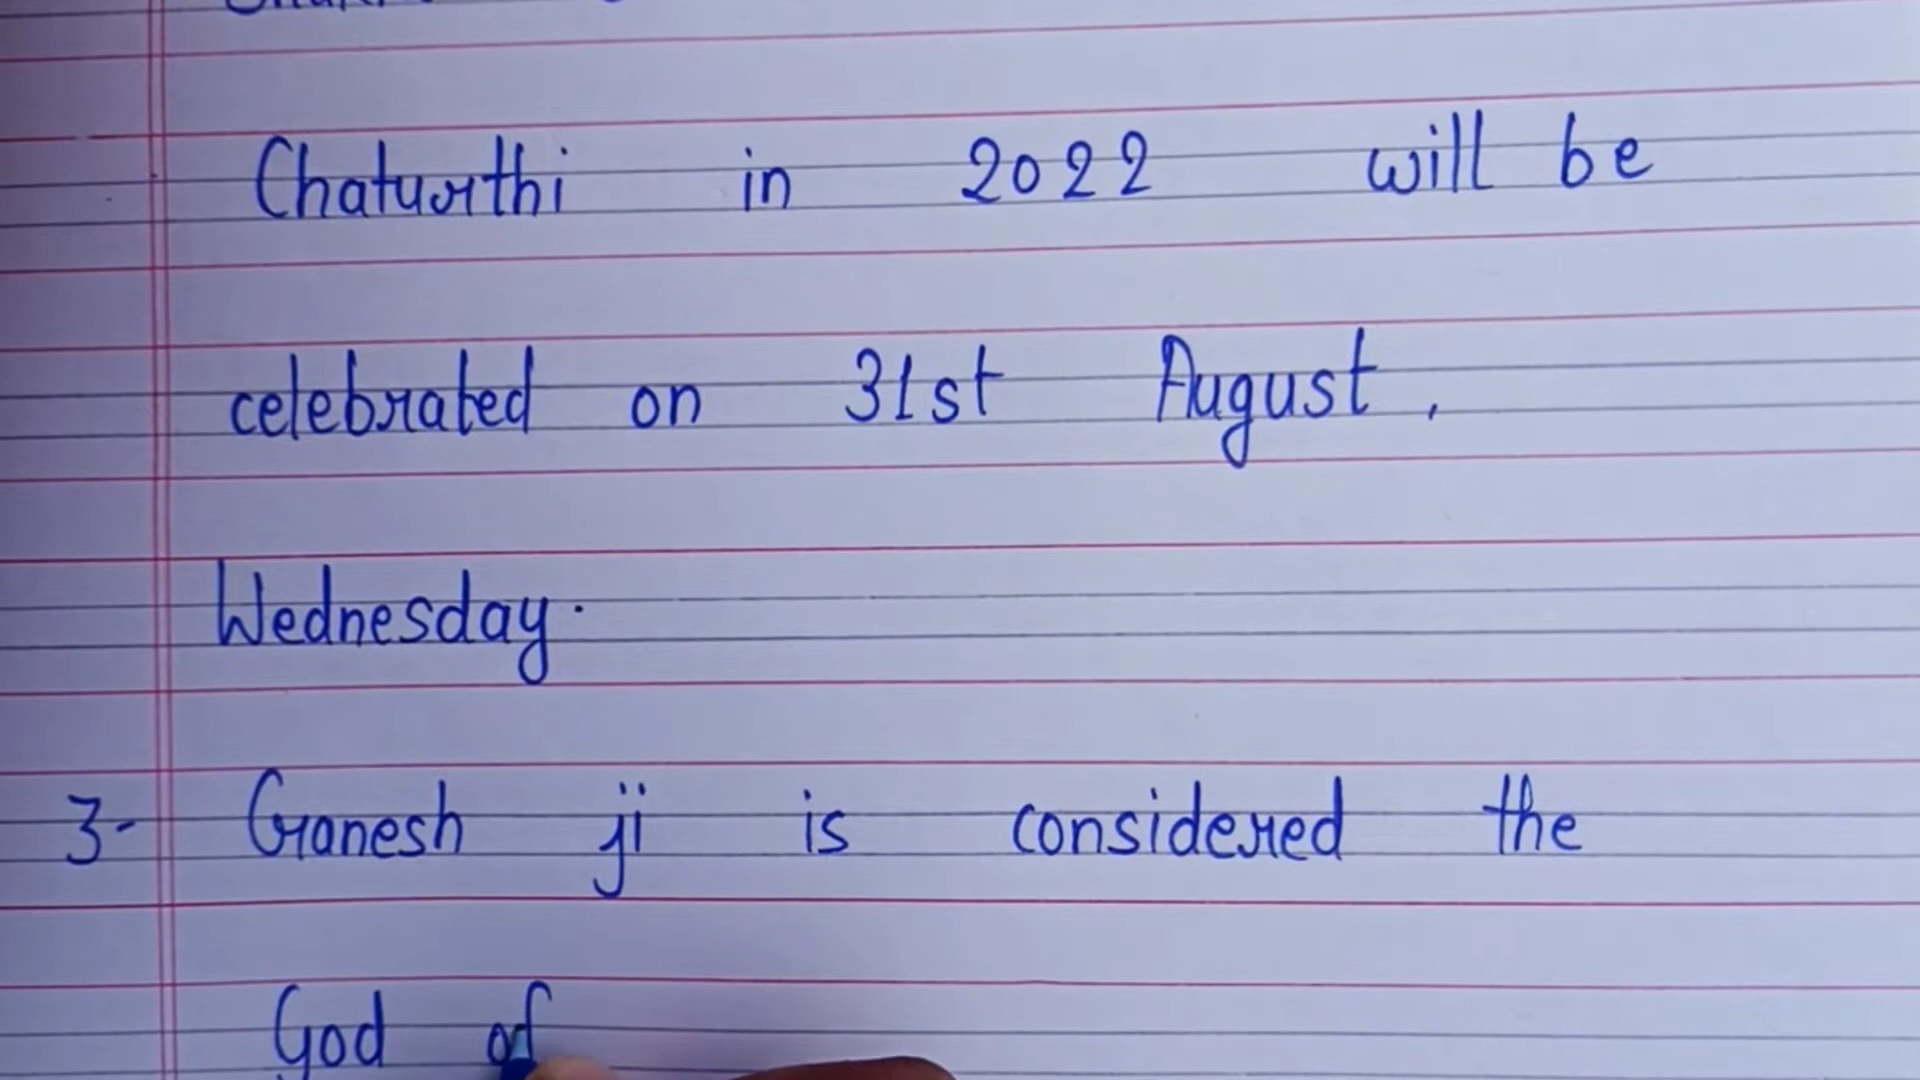 Chaturthi in 2022 will be
celebrated on 31st August,
Wednesday.
3- Ganesh ji is considered the
God of